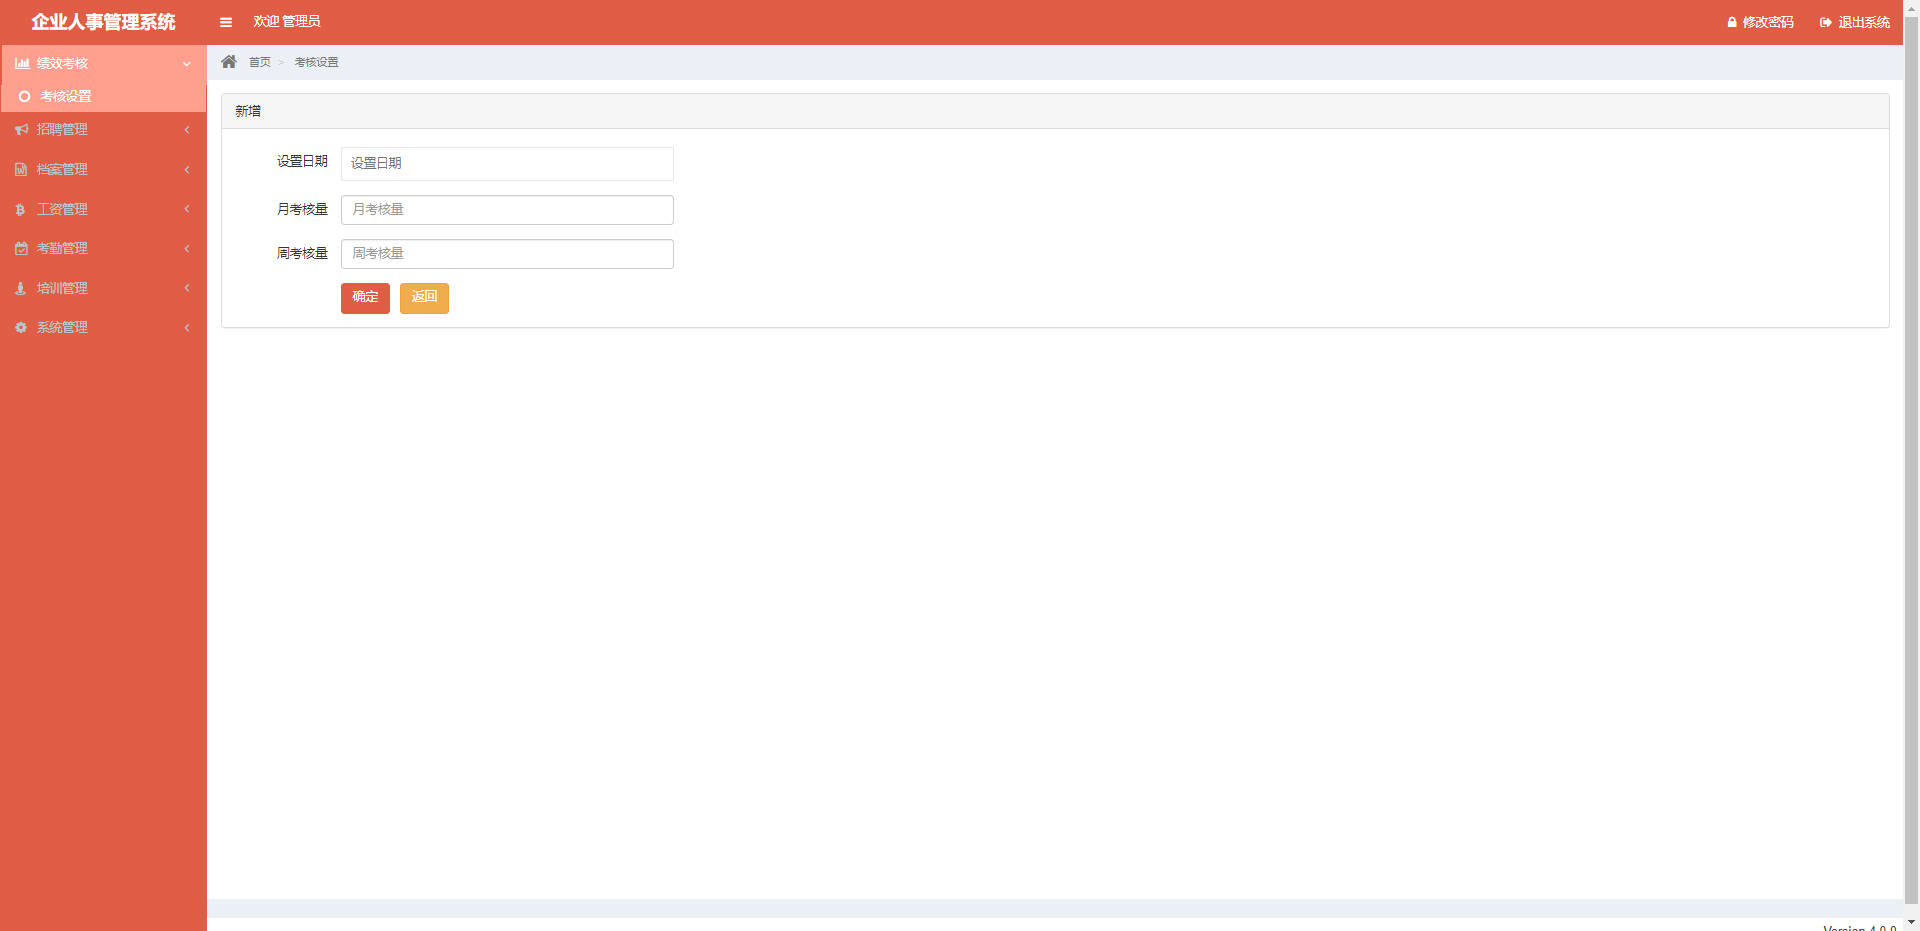 企业人事管理系统
欢迎 管理员
修改密码
退出系统
绩效考核
考核设置
招聘管理
档案管理
工资管理
考勤管理
培训管理
系统管理
首页 > 考核设置
新增
设置日期 设置日期
月考核量 月考核量
周考核量 周考核量
确定 返回
Version 4.0.0